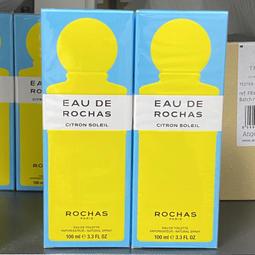 EAU DE
ROCHAS
CITRON SOLEIL
ROCHAS
PARIS
EAU DE TOILETTE
VAPORISATEUR - NATURAL SPRAY
100 ml e 3.3 FL OZ
EAU DE
ROCHAS
CITRON SOLEIL
ROCHAS
PARIS
EAU DE TOILETTE
VAPORISATEUR - NATURAL SPRAY
100 ml e 3.3 FL OZ